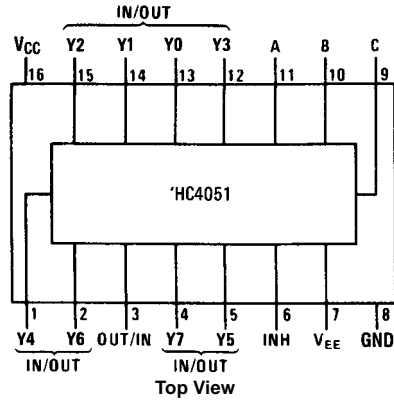 IN/OUT
VCC Y2 Y1 Y0 Y3 A B C
16 15 14 13 12 11 10 9
'HC4051
1 2 3 4 5 6 7 8
Y4 Y6 OUT/IN Y7 Y5 INH VEE GND
IN/OUT IN/OUT
Top View